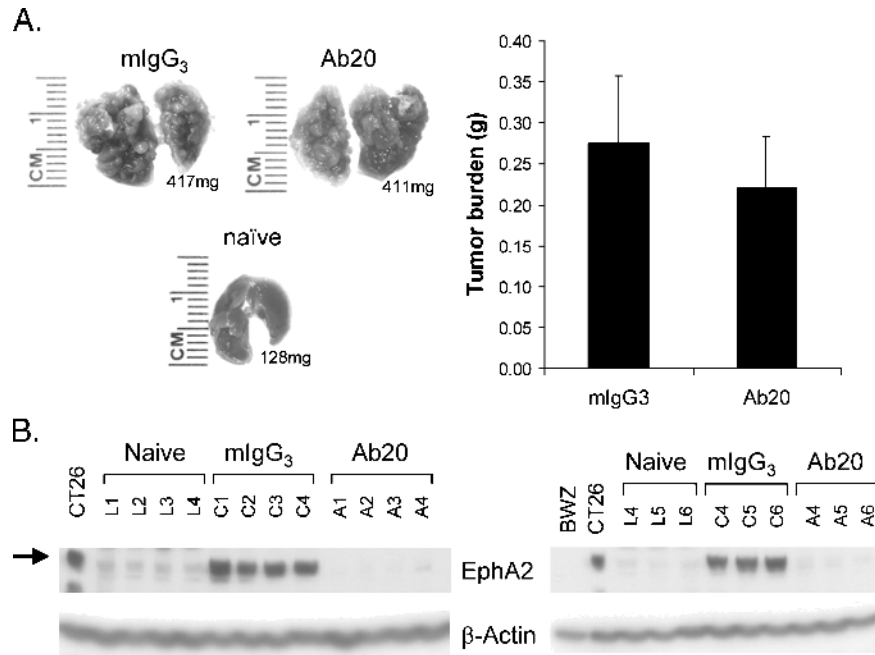 A.
mIgG₃
Ab20
1
CM
417mg
1
CM
411mg
naïve
1
CM
128mg
Tumor burden (g)
0.40
0.35
0.30
0.25
0.20
0.15
0.10
0.05
0.00
mIgG3
Ab20
B.
Naive
mIgG₃
Ab20
CT26
L1
L2
L3
L4
C1
C2
C3
C4
A1
A2
A3
A4
Naive
mIgG₃
Ab20
BWZ
CT26
L4
L5
L6
C4
C5
C6
A4
A5
A6
EphA2
β-Actin